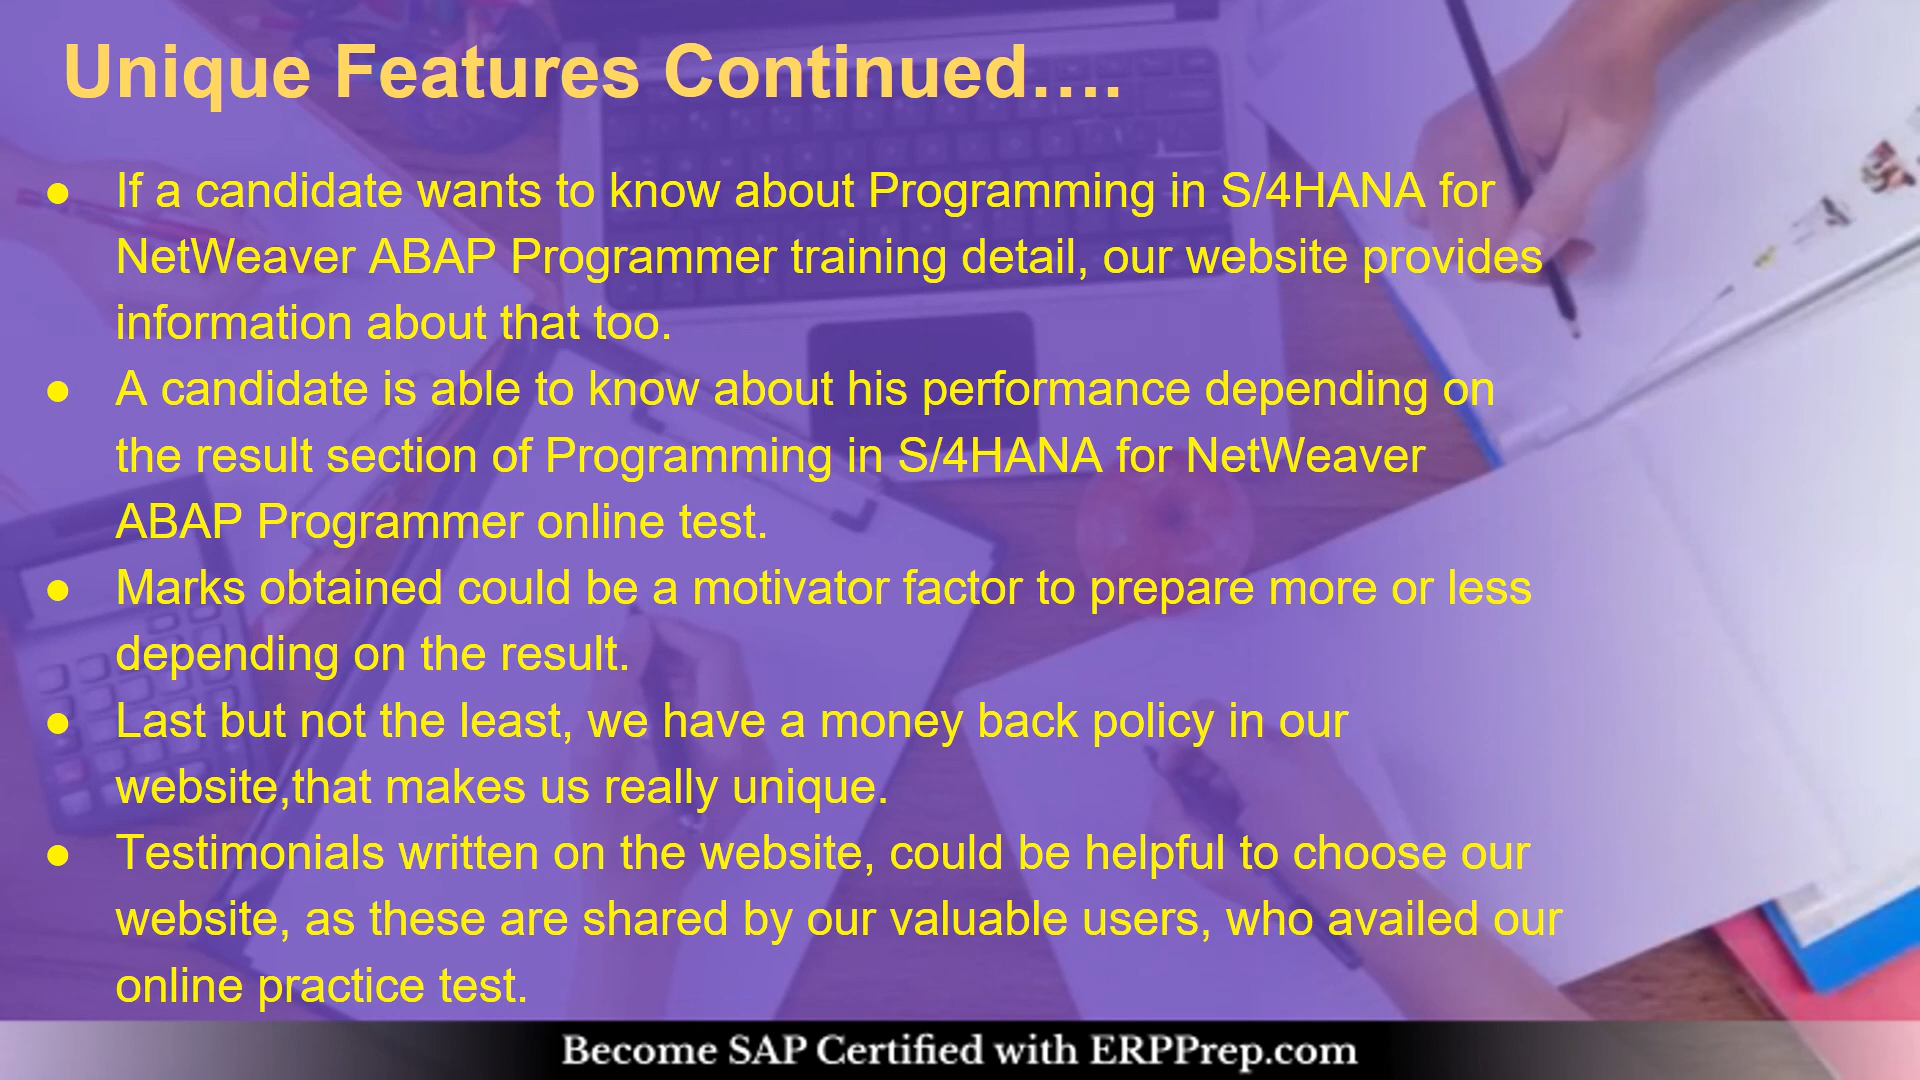 Unique Features Continued….
● If a candidate wants to know about Programming in S/4HANA for
NetWeaver ABAP Programmer training detail, our website provides
information about that too.
● A candidate is able to know about his performance depending on
the result section of Programming in S/4HANA for NetWeaver
ABAP Programmer online test.
● Marks obtained could be a motivator factor to prepare more or less
depending on the result.
● Last but not the least, we have a money back policy in our
website,that makes us really unique.
● Testimonials written on the website, could be helpful to choose our
website, as these are shared by our valuable users, who availed our
online practice test.
Become SAP Certified with ERPPrep.com